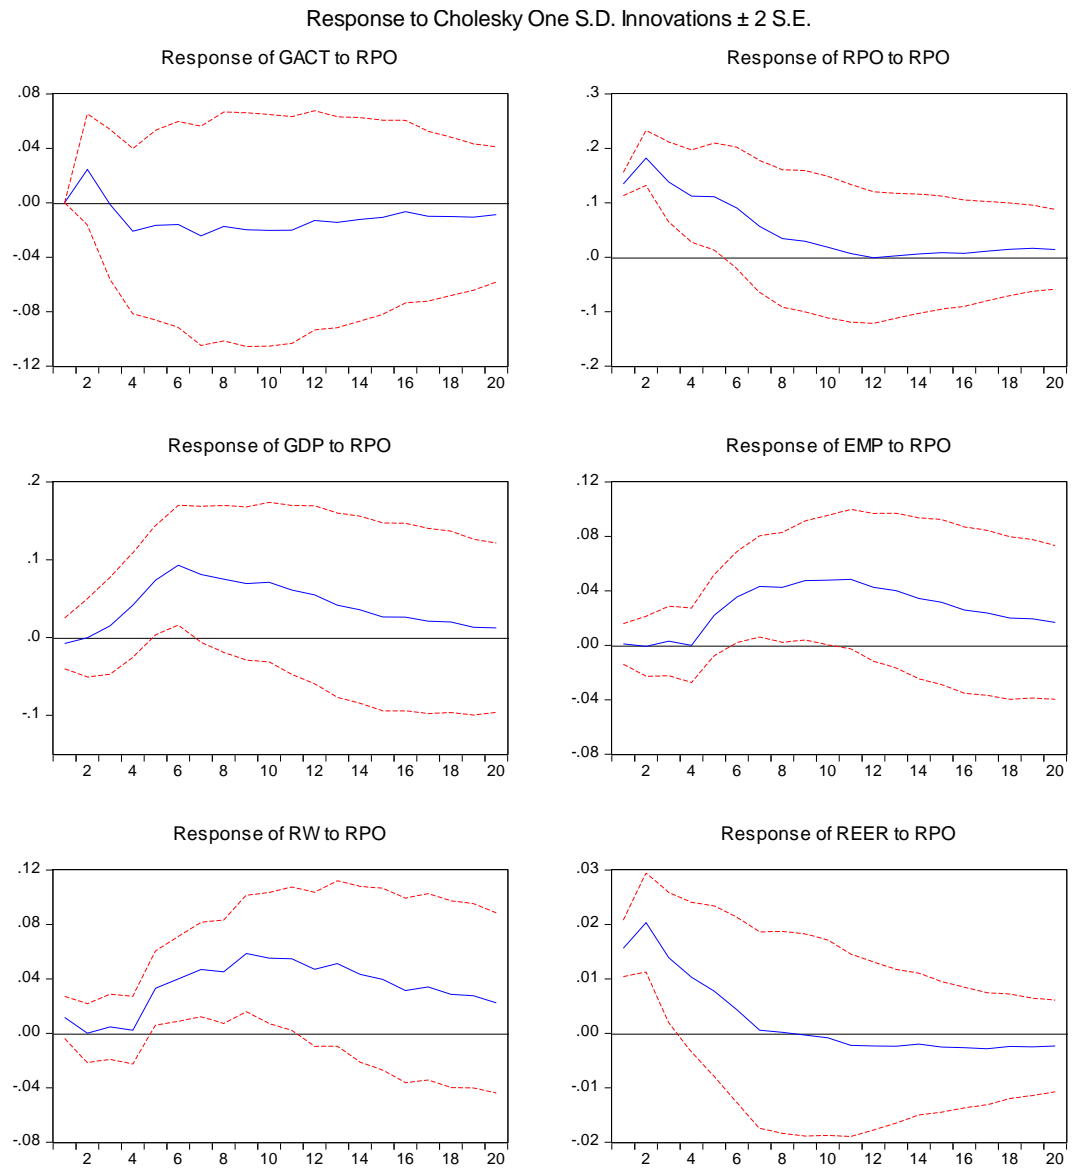 Response to Cholesky One S.D. Innovations ± 2 S.E.
Response of GACT to RPO
.08
.04
.00
-.04
-.08
-.12
2 4 6 8 10 12 14 16 18 20
Response of RPO to RPO
.3
.2
.1
.0
-.1
-.2
2 4 6 8 10 12 14 16 18 20
Response of GDP to RPO
.2
.1
.0
-.1
2 4 6 8 10 12 14 16 18 20
Response of EMP to RPO
.12
.08
.04
.00
-.04
-.08
2 4 6 8 10 12 14 16 18 20
Response of RW to RPO
.12
.08
.04
.00
-.04
-.08
2 4 6 8 10 12 14 16 18 20
Response of REER to RPO
.03
.02
.01
.00
-.01
-.02
2 4 6 8 10 12 14 16 18 20